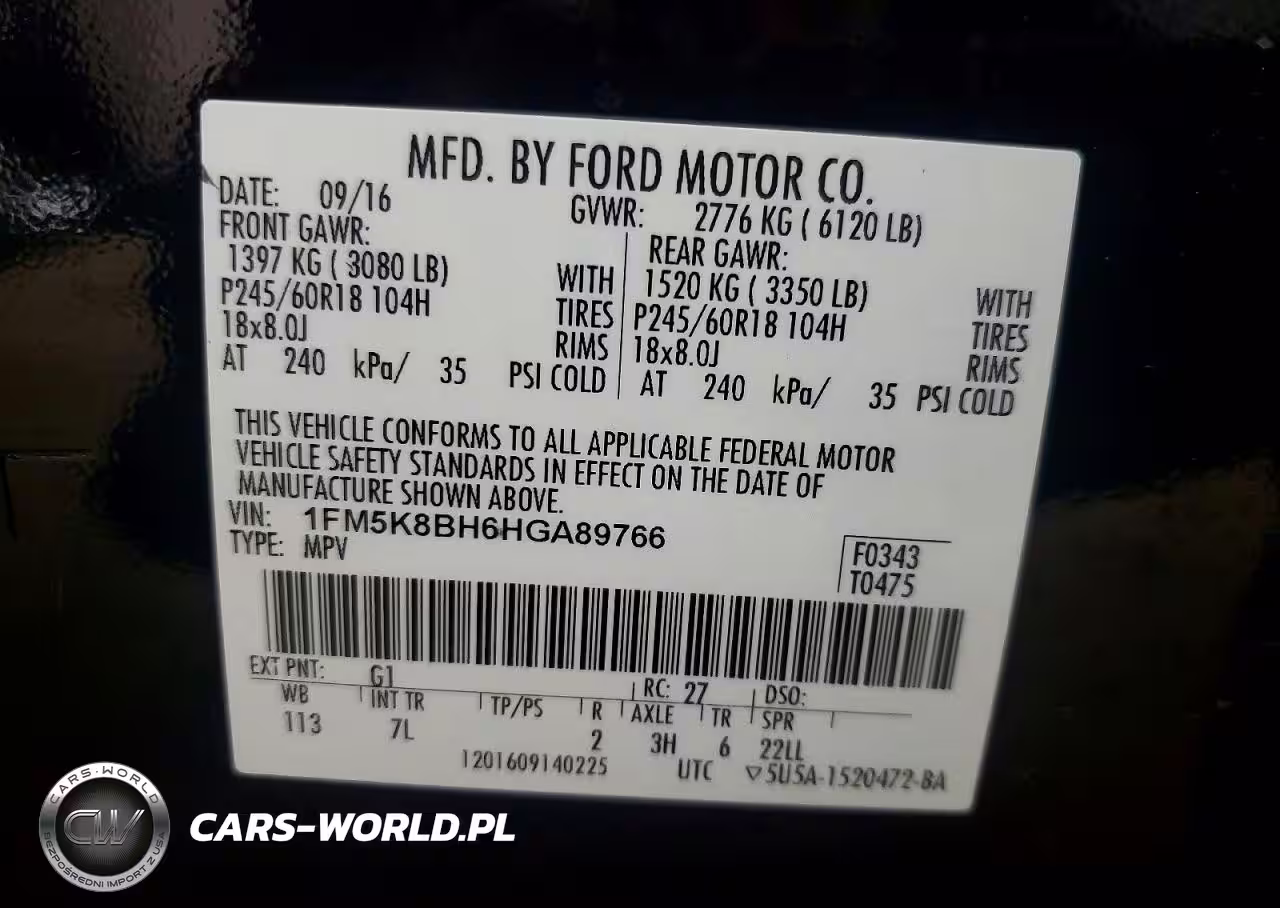 MFD. BY FORD MOTOR CO.
DATE: 09/16
GVWR: 2776 KG ( 6120 LB)
FRONT GAWR:
1397 KG ( 3080 LB) WITH
P245/60R18 104H TIRES
18x8.0J RIMS
AT 240 kPa/ 35 PSI COLD
REAR GAWR:
1520 KG ( 3350 LB) WITH
P245/60R18 104H TIRES
18x8.0J RIMS
AT 240 kPa/ 35 PSI COLD
THIS VEHICLE CONFORMS TO ALL APPLICABLE FEDERAL MOTOR
VEHICLE SAFETY STANDARDS IN EFFECT ON THE DATE OF
MANUFACTURE SHOWN ABOVE.
VIN: 1FM5K8BH6HGA89766
TYPE: MPV
F0343
T0475
EXT PNT: G1 RC: 27 DSO:
WB INT TR TP/PS R AXLE TR SPR
113 7L 2 3H 6 22LL
1201609140225 UTC ▽5U5A-1520472-BA
CARS-WORLD
CW
BEZPOŚREDNI IMPORT Z USA
CARS-WORLD.PL